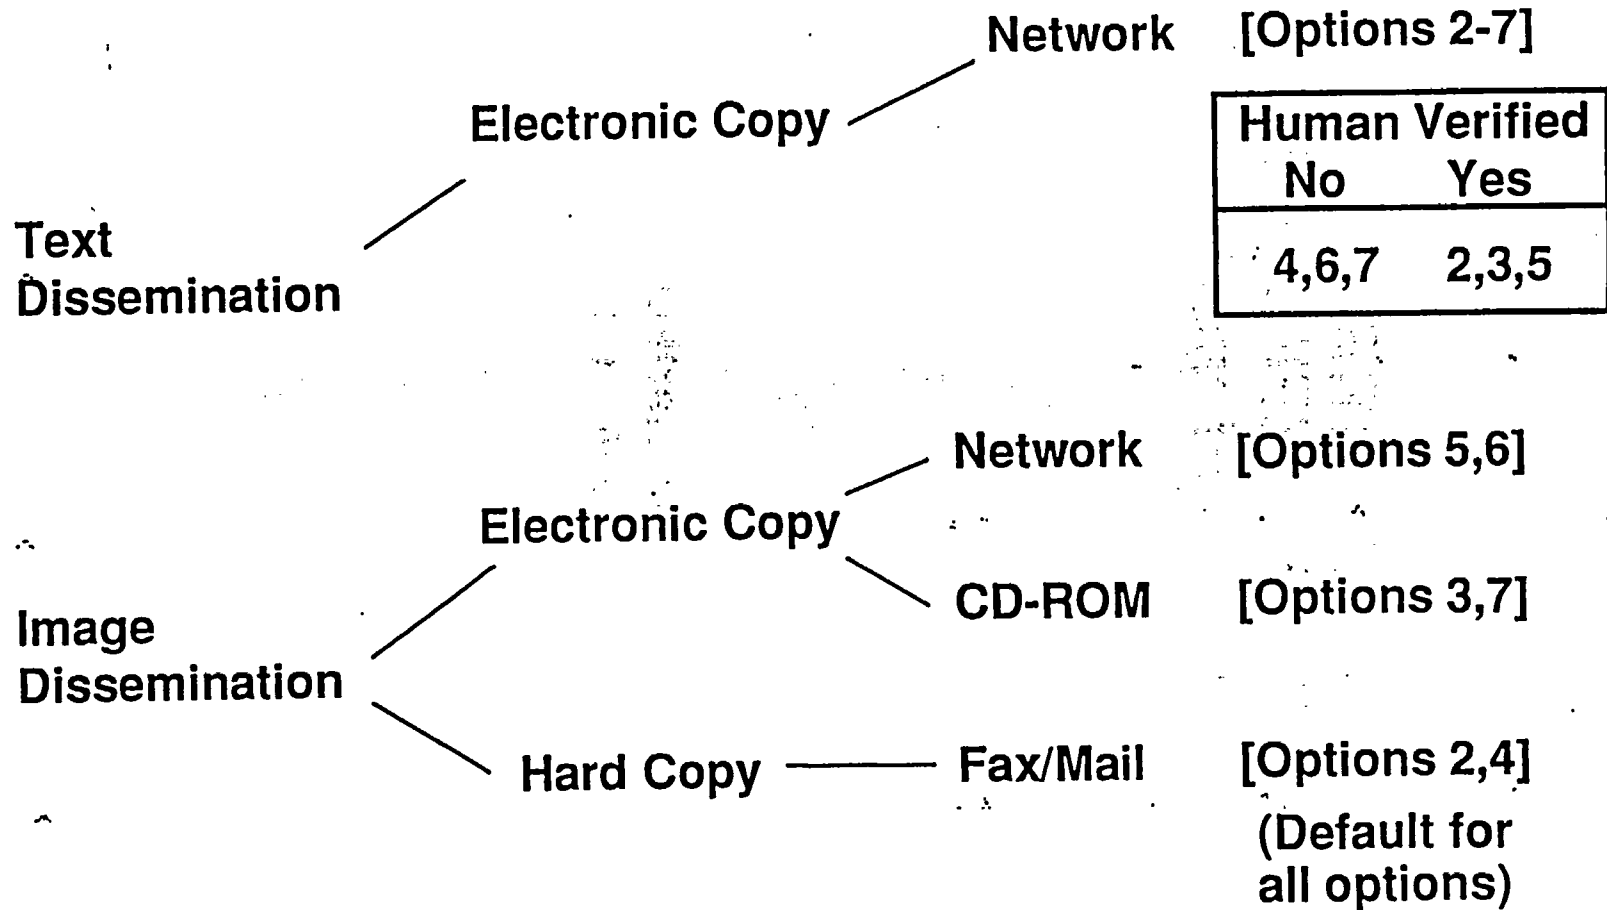 Network [Options 2-7]
Electronic Copy
Human Verified
No Yes
4,6,7 2,3,5
Text
Dissemination
Network [Options 5,6]
Electronic Copy
CD-ROM [Options 3,7]
Image
Dissemination
Hard Copy Fax/Mail [Options 2,4]
(Default for
all options)